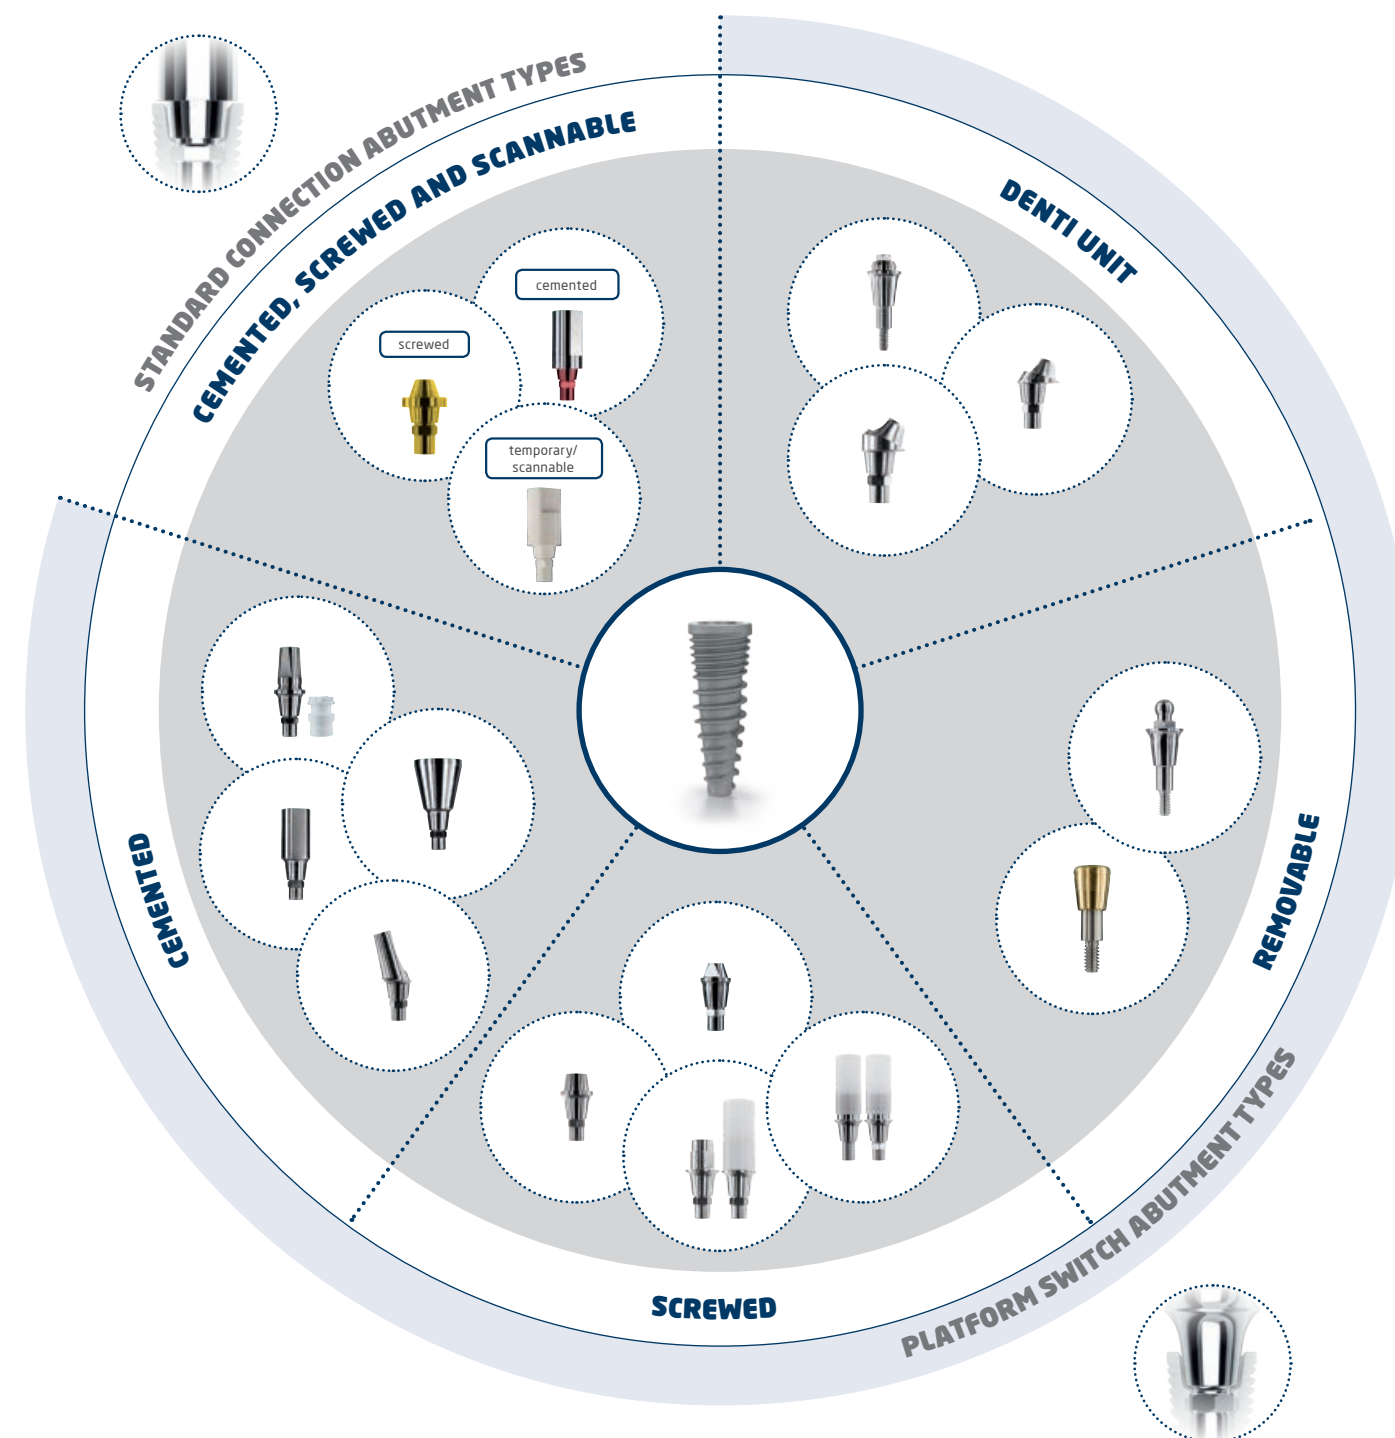 STANDARD CONNECTION ABUTMENT TYPES
CEMENTED, SCREWED AND SCANNABLE
DENTI UNIT
cemented
screwed
temporary/
scannable
CEMENTED
REMOVABLE
SCREWED
PLATFORM SWITCH ABUTMENT TYPES